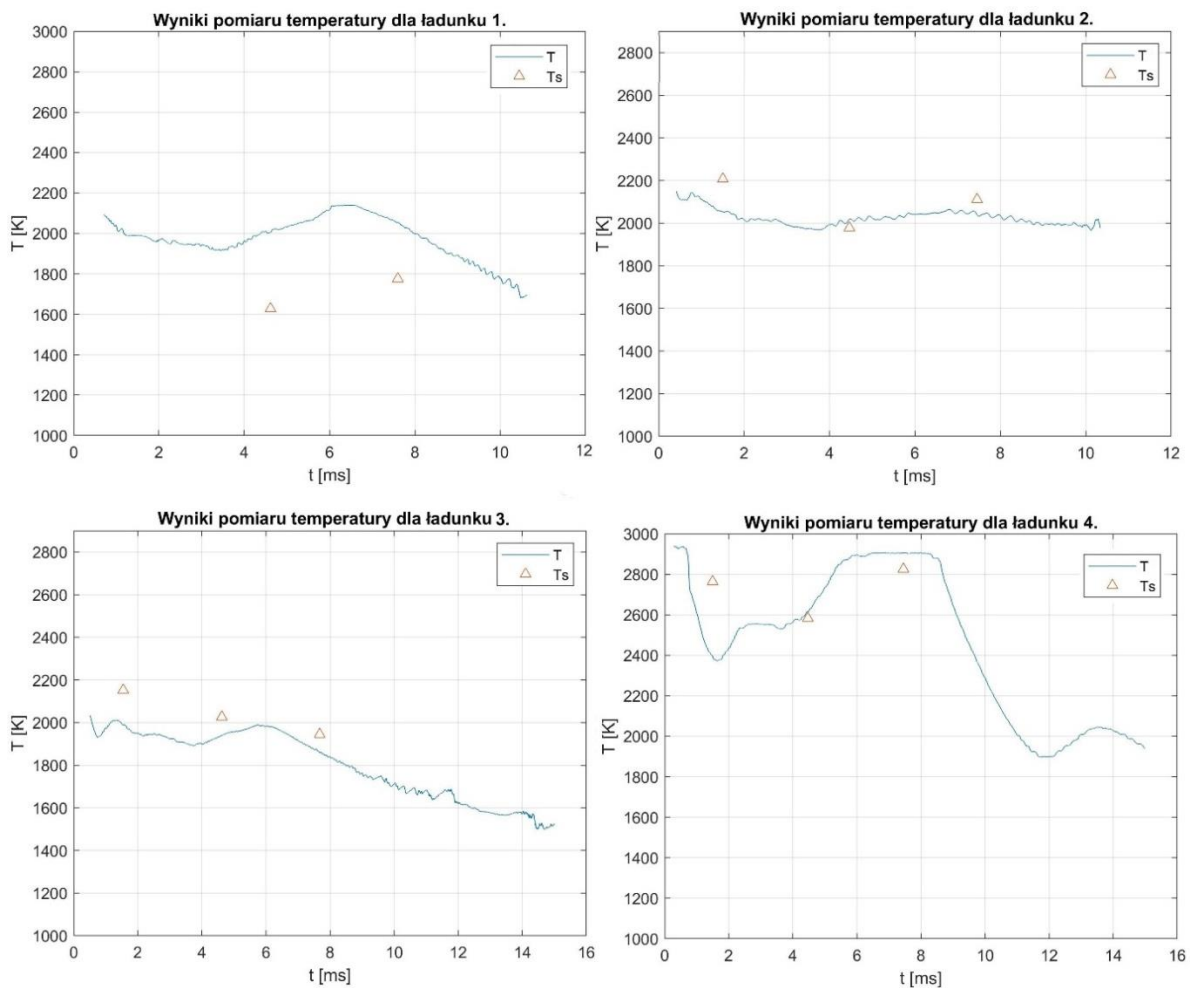 Wyniki pomiaru temperatury dla ładunku 1.
3000
2800
2600
2400
2200
2000
1800
1600
1400
1200
1000
T [K]
0 2 4 6 8 10 12
t [ms]
T
Ts
Wyniki pomiaru temperatury dla ładunku 2.
2800
2600
2400
2200
2000
1800
1600
1400
1200
1000
T [K]
0 2 4 6 8 10 12
t [ms]
T
Ts
Wyniki pomiaru temperatury dla ładunku 3.
2800
2600
2400
2200
2000
1800
1600
1400
1200
1000
T [K]
0 2 4 6 8 10 12 14 16
t [ms]
T
Ts
Wyniki pomiaru temperatury dla ładunku 4.
3000
2800
2600
2400
2200
2000
1800
1600
1400
1200
1000
T [K]
0 2 4 6 8 10 12 14 16
t [ms]
T
Ts